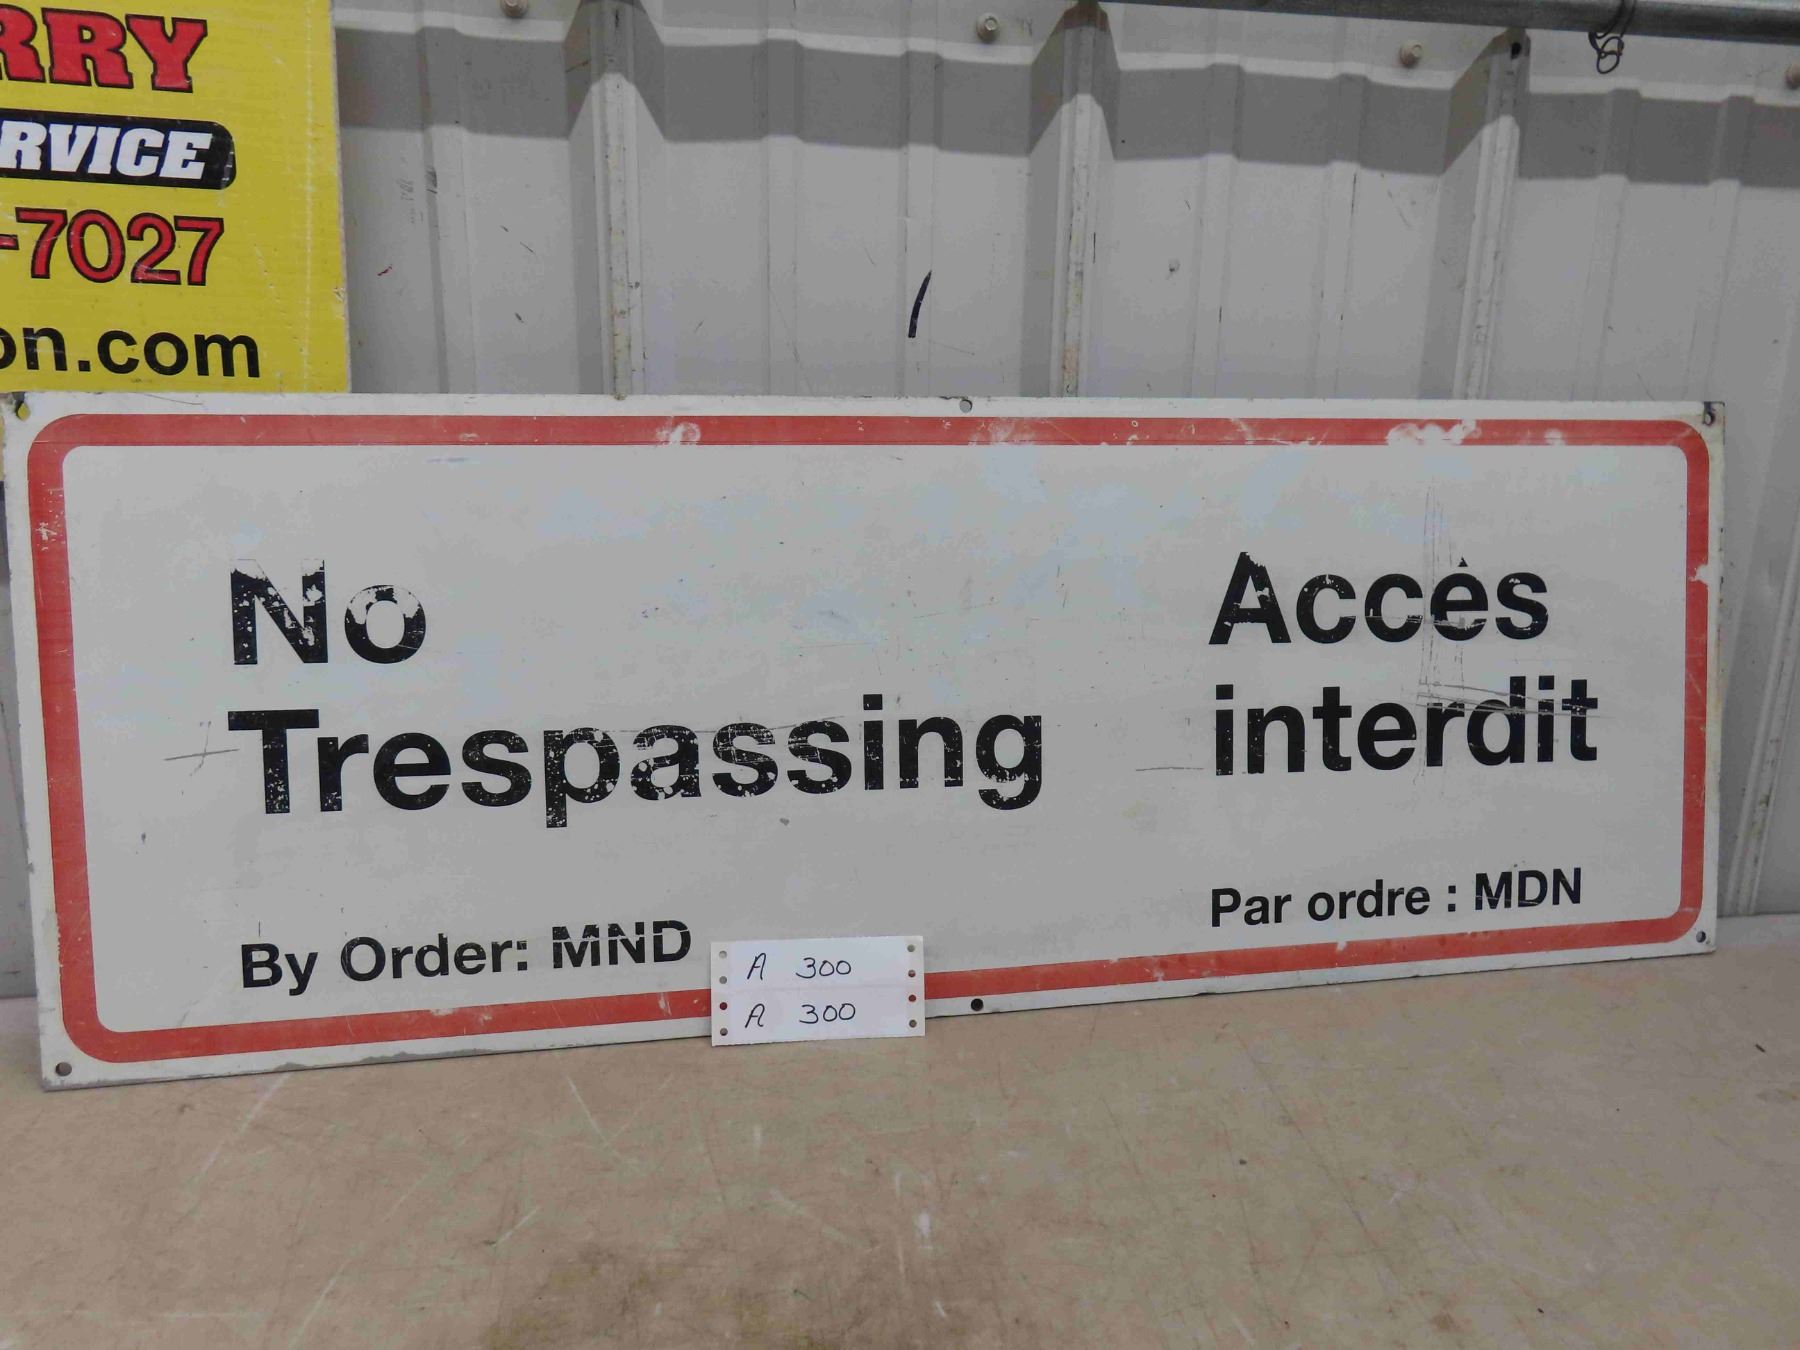 RRY
RVICE
-7027
on.com
No
Trespassing
By Order: MND
Accès
interdit
Par ordre : MDN
A 300
A 300